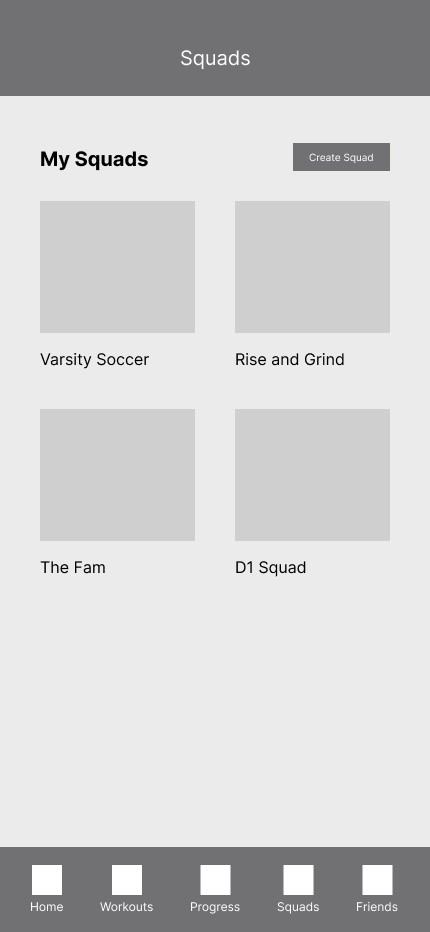 Squads
My Squads
Create Squad
Varsity Soccer
Rise and Grind
The Fam
D1 Squad
Home
Workouts
Progress
Squads
Friends